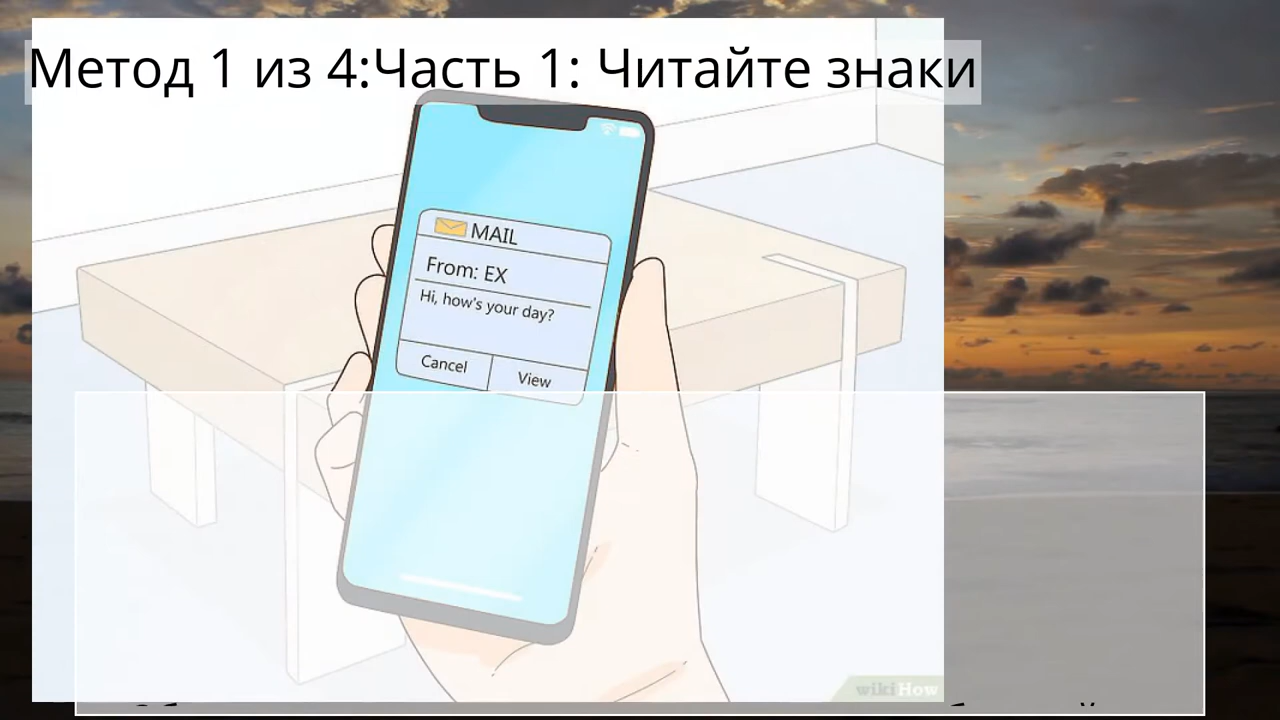 Метод 1 из 4:Часть 1: Читайте знаки
MAIL
From: EX
Hi, how's your day?
Cancel
View
wikiHow